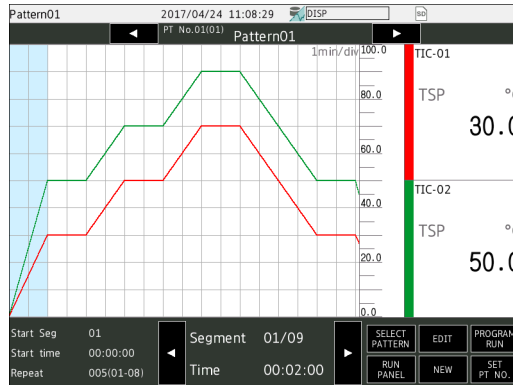 Pattern01 2017/04/24 11:08:29 DISP SD
PT No.01(01) Pattern01
1min/div 100.0
80.0
60.0
40.0
20.0
0.0
TIC-01
TSP °
30.0
TIC-02
TSP °
50.0
Start Seg 01
Start time 00:00:00
Repeat 005(01-08)
Segment 01/09
Time 00:02:00
SELECT PATTERN
EDIT
PROGRAM RUN
RUN PANEL
NEW
SET PT NO.